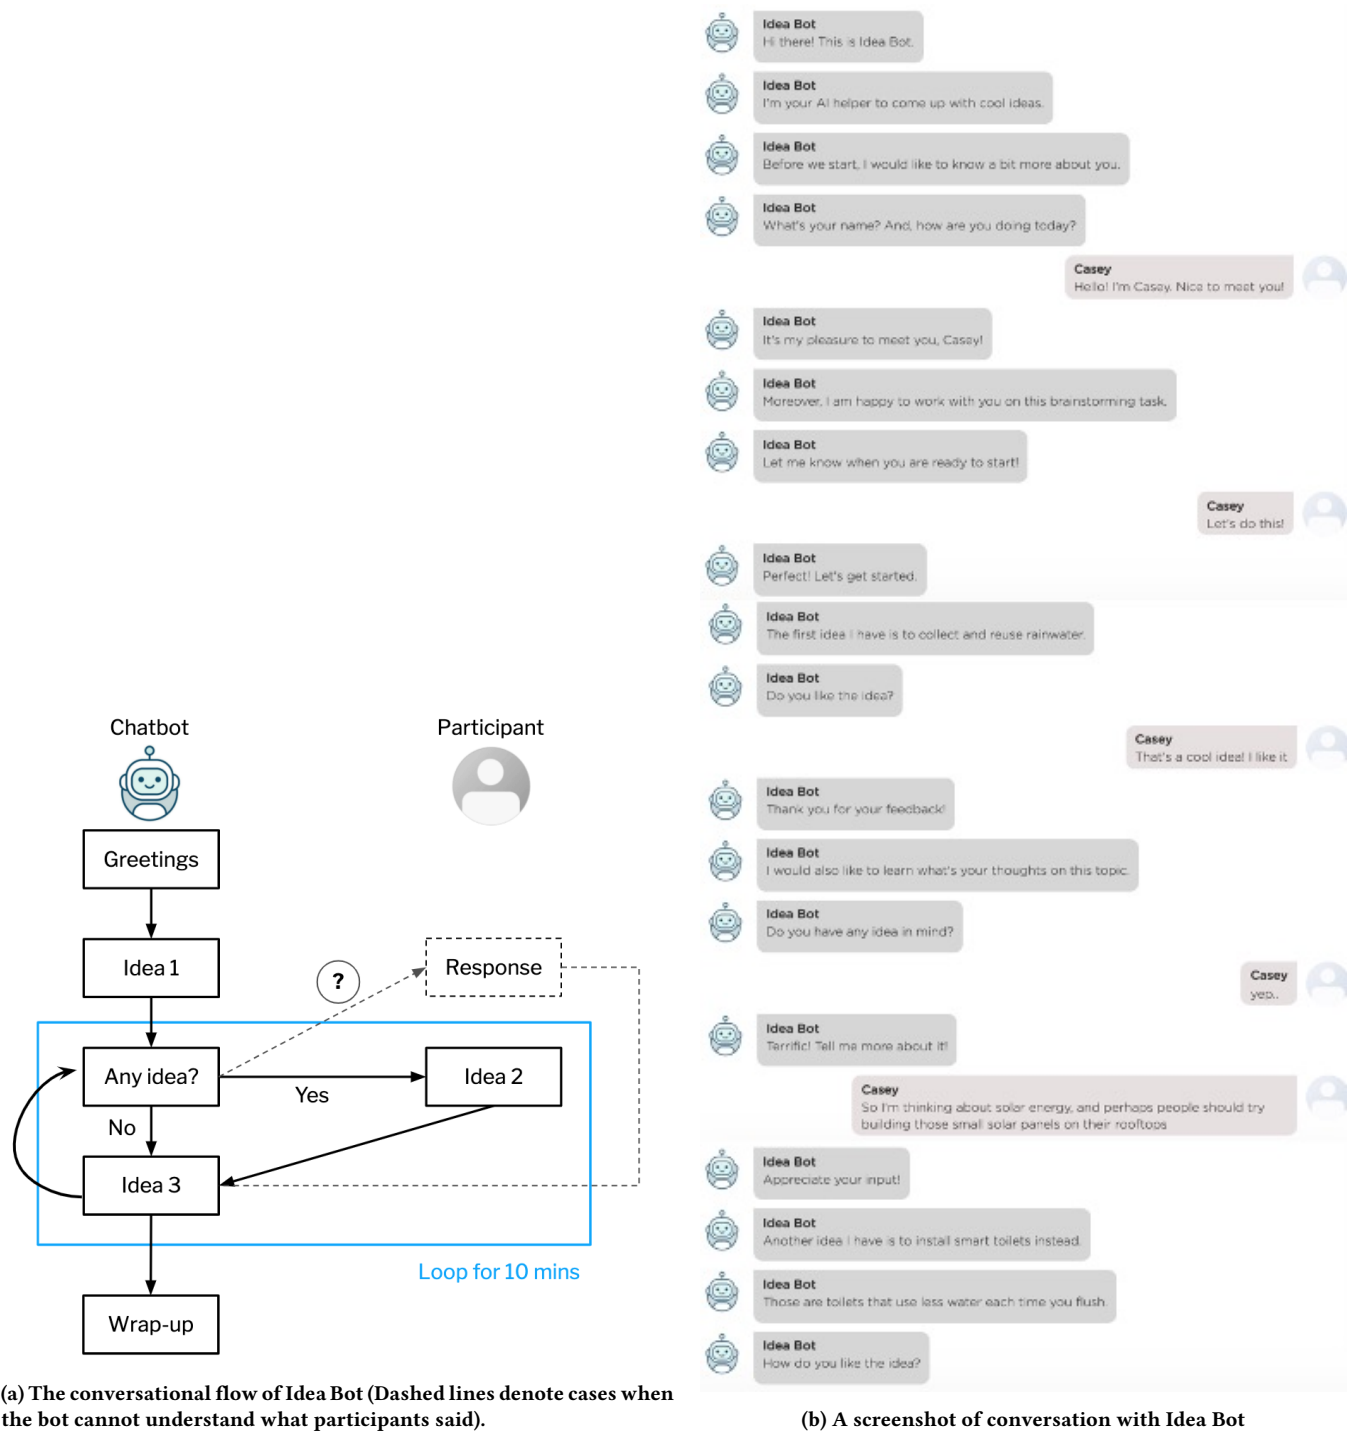 Chatbot
Participant
Greetings
Idea 1
?
Response
Any idea?
Yes
Idea 2
No
Idea 3
Loop for 10 mins
Wrap-up
(a) The conversational flow of Idea Bot (Dashed lines denote cases when
the bot cannot understand what participants said).
Idea Bot
Hi there! This is Idea Bot.
Idea Bot
I'm your AI helper to come up with cool ideas.
Idea Bot
Before we start, I would like to know a bit more about you.
Idea Bot
What's your name? And, how are you doing today?
Casey
Hello! I'm Casey. Nice to meet you!
Idea Bot
It's my pleasure to meet you, Casey!
Idea Bot
Moreover, I am happy to work with you on this brainstorming task.
Idea Bot
Let me know when you are ready to start!
Casey
Let's do this!
Idea Bot
Perfect! Let's get started.
Idea Bot
The first idea I have is to collect and reuse rainwater.
Idea Bot
Do you like the idea?
Casey
That's a cool idea! I like it
Idea Bot
Thank you for your feedback!
Idea Bot
I would also like to learn what's your thoughts on this topic.
Idea Bot
Do you have any idea in mind?
Casey
yep..
Idea Bot
Terrific! Tell me more about it!
Casey
So I'm thinking about solar energy, and perhaps people should try
building those small solar panels on their rooftops
Idea Bot
Appreciate your input!
Idea Bot
Another idea I have is to install smart toilets instead.
Idea Bot
Those are toilets that use less water each time you flush.
Idea Bot
How do you like the idea?
(b) A screenshot of conversation with Idea Bot